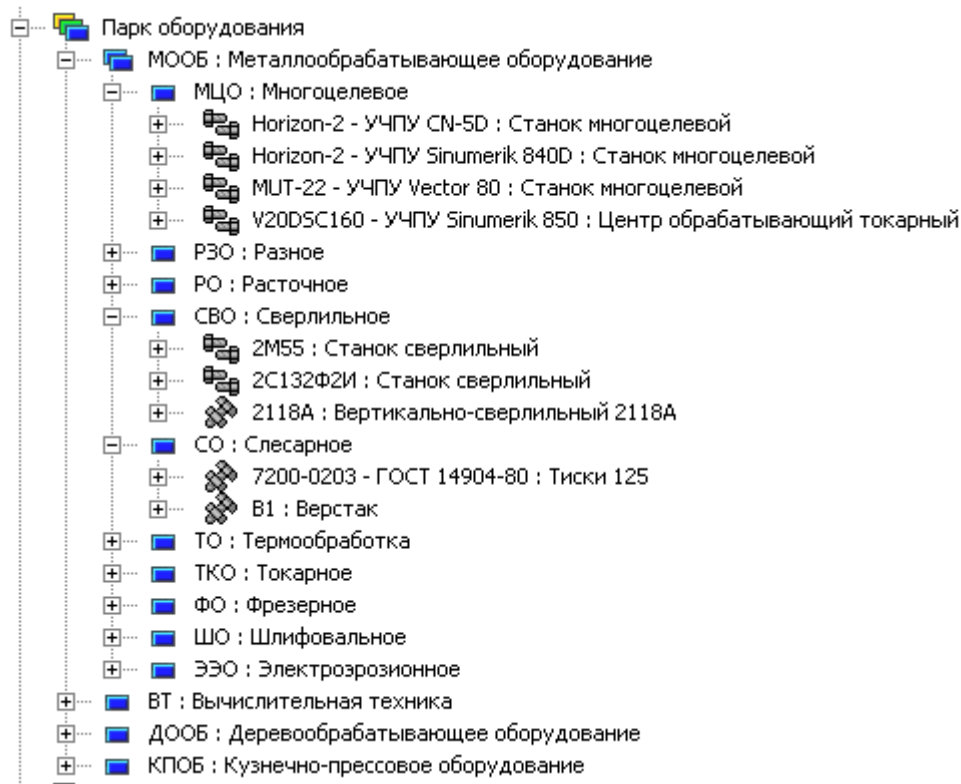 Парк оборудования
МООБ : Металлообрабатывающее оборудование
МЦО : Многоцелевое
Horizon-2 - УЧПУ CN-5D : Станок многоцелевой
Horizon-2 - УЧПУ Sinumerik 840D : Станок многоцелевой
MUT-22 - УЧПУ Vector 80 : Станок многоцелевой
V20DSC160 - УЧПУ Sinumerik 850 : Центр обрабатывающий токарный
РЗО : Разное
РО : Расточное
СВО : Сверлильное
2М55 : Станок сверлильный
2С132Ф2И : Станок сверлильный
2118А : Вертикально-сверлильный 2118А
СО : Слесарное
7200-0203 - ГОСТ 14904-80 : Тиски 125
В1 : Верстак
ТО : Термообработка
ТКО : Токарное
ФО : Фрезерное
ШО : Шлифовальное
ЭЭО : Электроэрозионное
ВТ : Вычислительная техника
ДООБ : Деревообрабатывающее оборудование
КПОБ : Кузнечно-прессовое оборудование